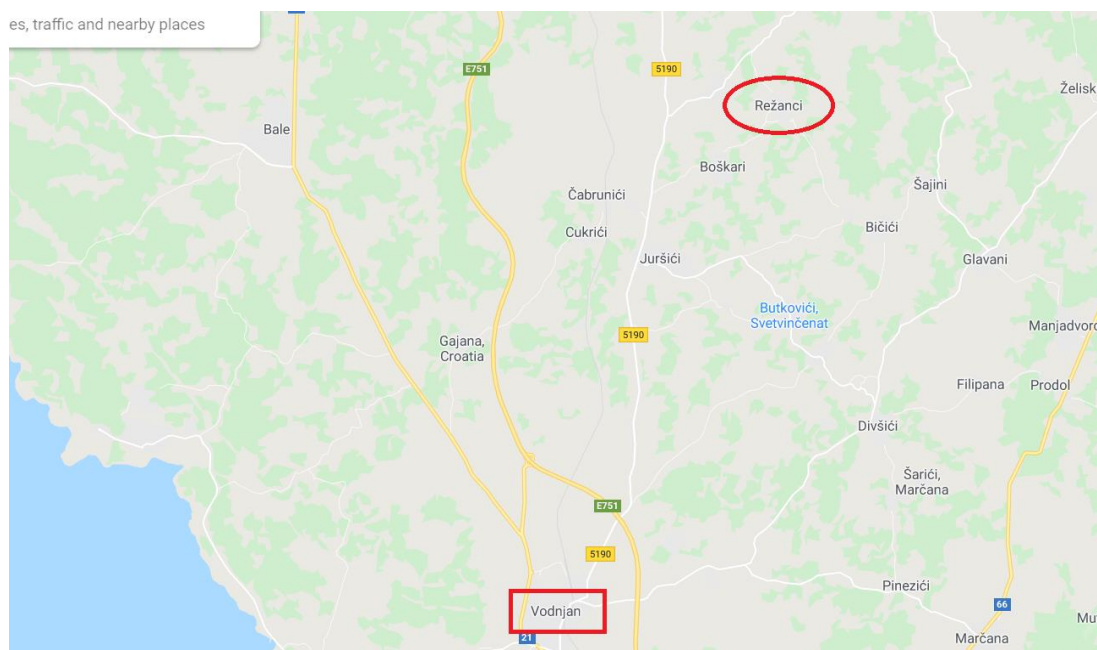 es, traffic and nearby places
E751
5190
Režanci
Želisk
Bale
Boškari
Čabrunići
Šajini
Cukrići
Bičići
Juršići
Glavani
Butkovići,
Svetvinčenat
Manjadvorc
Gajana,
Croatia
5190
Filipana
Prodol
Divšići
Šarići,
Marčana
E751
5190
Pinezići
66
Vodnjan
Mu
21
Marčana